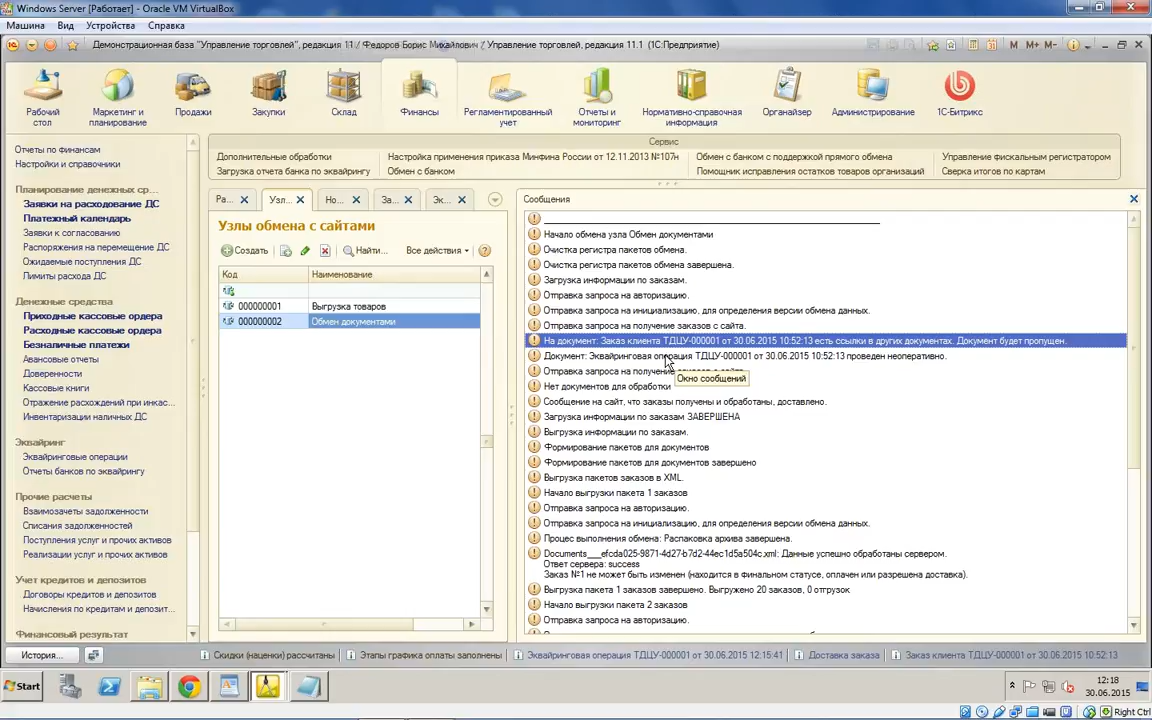 Windows Server [Работает] - Oracle VM VirtualBox
Машина Вид Устройства Справка
Демонстрационная база "Управление торговлей", редакция 11 / Федоров Борис Михайлович / Управление торговлей, редакция 11.1 (1С:Предприятие)
M M+ M-
Рабочий стол
Маркетинг и планирование
Продажи
Закупки
Склад
Финансы
Регламентированный учет
Отчеты и мониторинг
Нормативно-справочная информация
Органайзер
Администрирование
1С-Битрикс
Отчеты по финансам
Настройки и справочники
Планирование денежных ср...
Заявки на расходование ДС
Платежный календарь
Заявки к согласованию
Распоряжения на перемещение ДС
Ожидаемые поступления ДС
Лимиты расхода ДС
Денежные средства
Приходные кассовые ордера
Расходные кассовые ордера
Безналичные платежи
Авансовые отчеты
Доверенности
Кассовые книги
Отражение расхождений при инкас...
Инвентаризации наличных ДС
Эквайринг
Эквайринговые операции
Отчеты банков по эквайрингу
Прочие расчеты
Взаимозачеты задолженности
Списания задолженностей
Поступления услуг и прочих активов
Реализации услуг и прочих активов
Учет кредитов и депозитов
Договоры кредитов и депозитов
Начисления по кредитам и депозит...
Финансовый результат
Сервис
Дополнительные обработки
Настройка применения приказа Минфина России от 12.11.2013 №107н
Обмен с банком с поддержкой прямого обмена
Управление фискальным регистратором
Загрузка отчета банка по эквайрингу
Обмен с банком
Помощник исправления остатков товаров организаций
Сверка итогов по картам
Ра...
Узл...
Но...
За...
Эк...
Узлы обмена с сайтами
Создать
Найти...
Все действия
Код Наименование
000000001 Выгрузка товаров
000000002 Обмен документами
Сообщения
Начало обмена узла Обмен документами
Очистка регистра пакетов обмена.
Очистка регистра пакетов обмена завершена.
Загрузка информации по заказам.
Отправка запроса на авторизацию.
Отправка запроса на инициализацию, для определения версии обмена данных.
Отправка запроса на получение заказов с сайта.
На документ: Заказ клиента ТДЦУ-000001 от 30.06.2015 10:52:13 есть ссылки в других документах. Документ будет пропущен.
Документ: Эквайринговая операция ТДЦУ-000001 от 30.06.2015 10:52:13 проведен неоперативно.
Отправка запроса на получение
Окно сообщений
Нет документов для обработки
Сообщение на сайт, что заказы получены и обработаны, доставлено.
Загрузка информации по заказам ЗАВЕРШЕНА
Выгрузка информации по заказам.
Формирование пакетов для документов
Формирование пакетов для документов завершено
Выгрузка пакетов заказов в XML.
Начало выгрузки пакета 1 заказов
Отправка запроса на авторизацию.
Отправка запроса на инициализацию, для определения версии обмена данных.
Процес выполнения обмена: Распаковка архива завершена.
Documents___efcda025-9871-4d27-b7d2-44ec1d5a504c.xml: Данные успешно обработаны сервером.
Ответ сервера: success
Заказ №1 не может быть изменен (находится в финальном статусе, оплачен или разрешена доставка).
Выгрузка пакета 1 заказов завершено. Выгружено 20 заказов, 0 отгрузок
Начало выгрузки пакета 2 заказов
Отправка запроса на авторизацию.
История...
Скидки (наценки) рассчитаны
Этапы графика оплаты заполнены
Эквайринговая операция ТДЦУ-000001 от 30.06.2015 12:15:41
Доставка заказа
Заказ клиента ТДЦУ-000001 от 30.06.2015 10:52:13
Start
12:18
30.06.2015
Right Ctrl